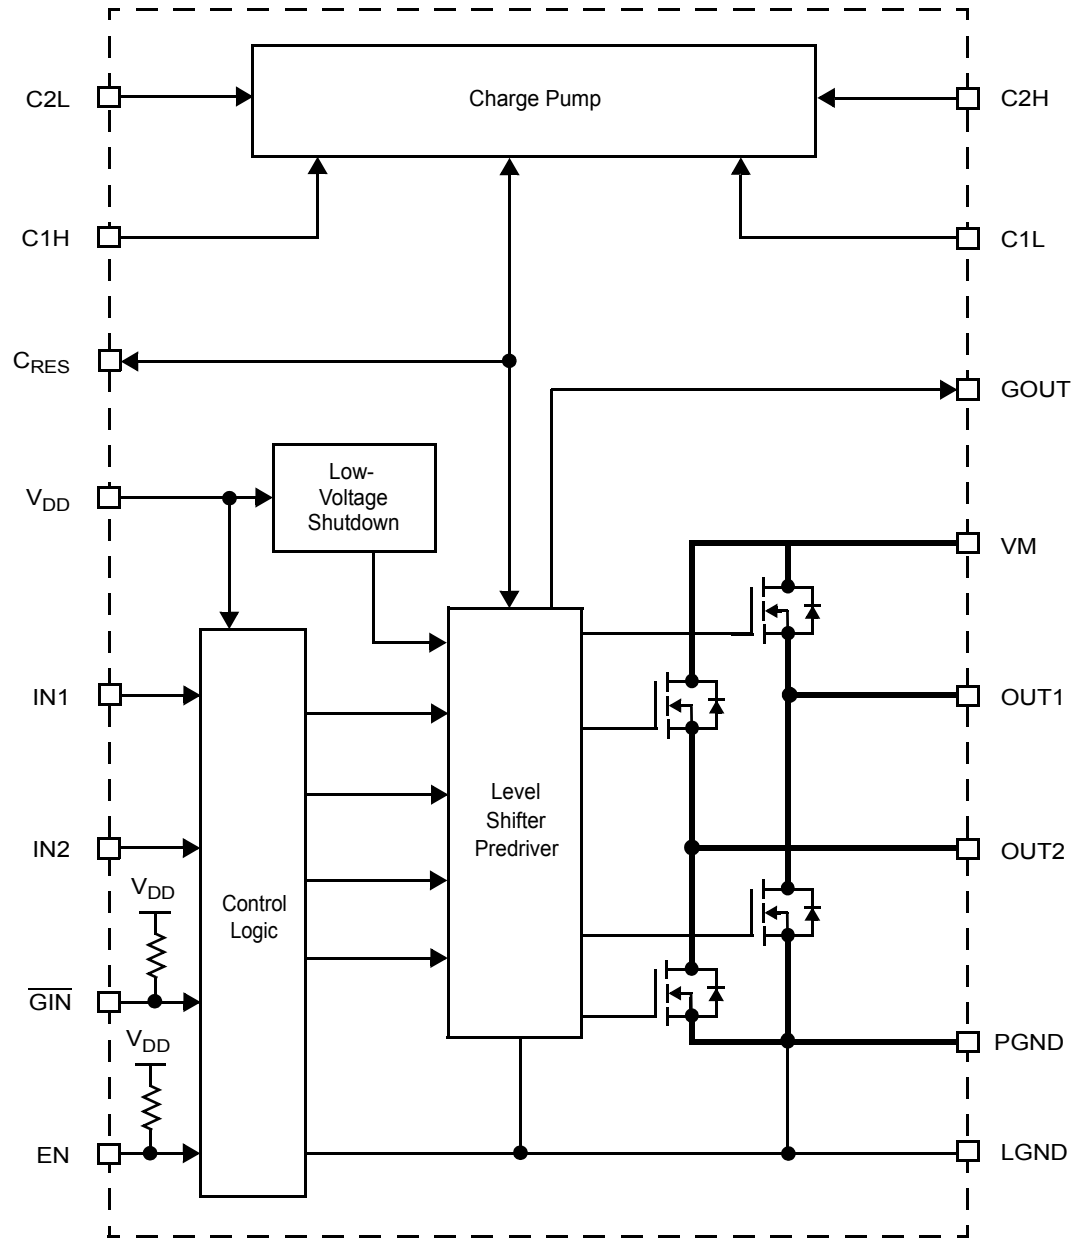 Charge Pump
C2L
C2H
C1H
C1L
CRES
GOUT
Low-
Voltage
Shutdown
VDD
VM
IN1
OUT1
Level
Shifter
Predriver
IN2
OUT2
VDD
Control
Logic
GIN
VDD
PGND
EN
LGND